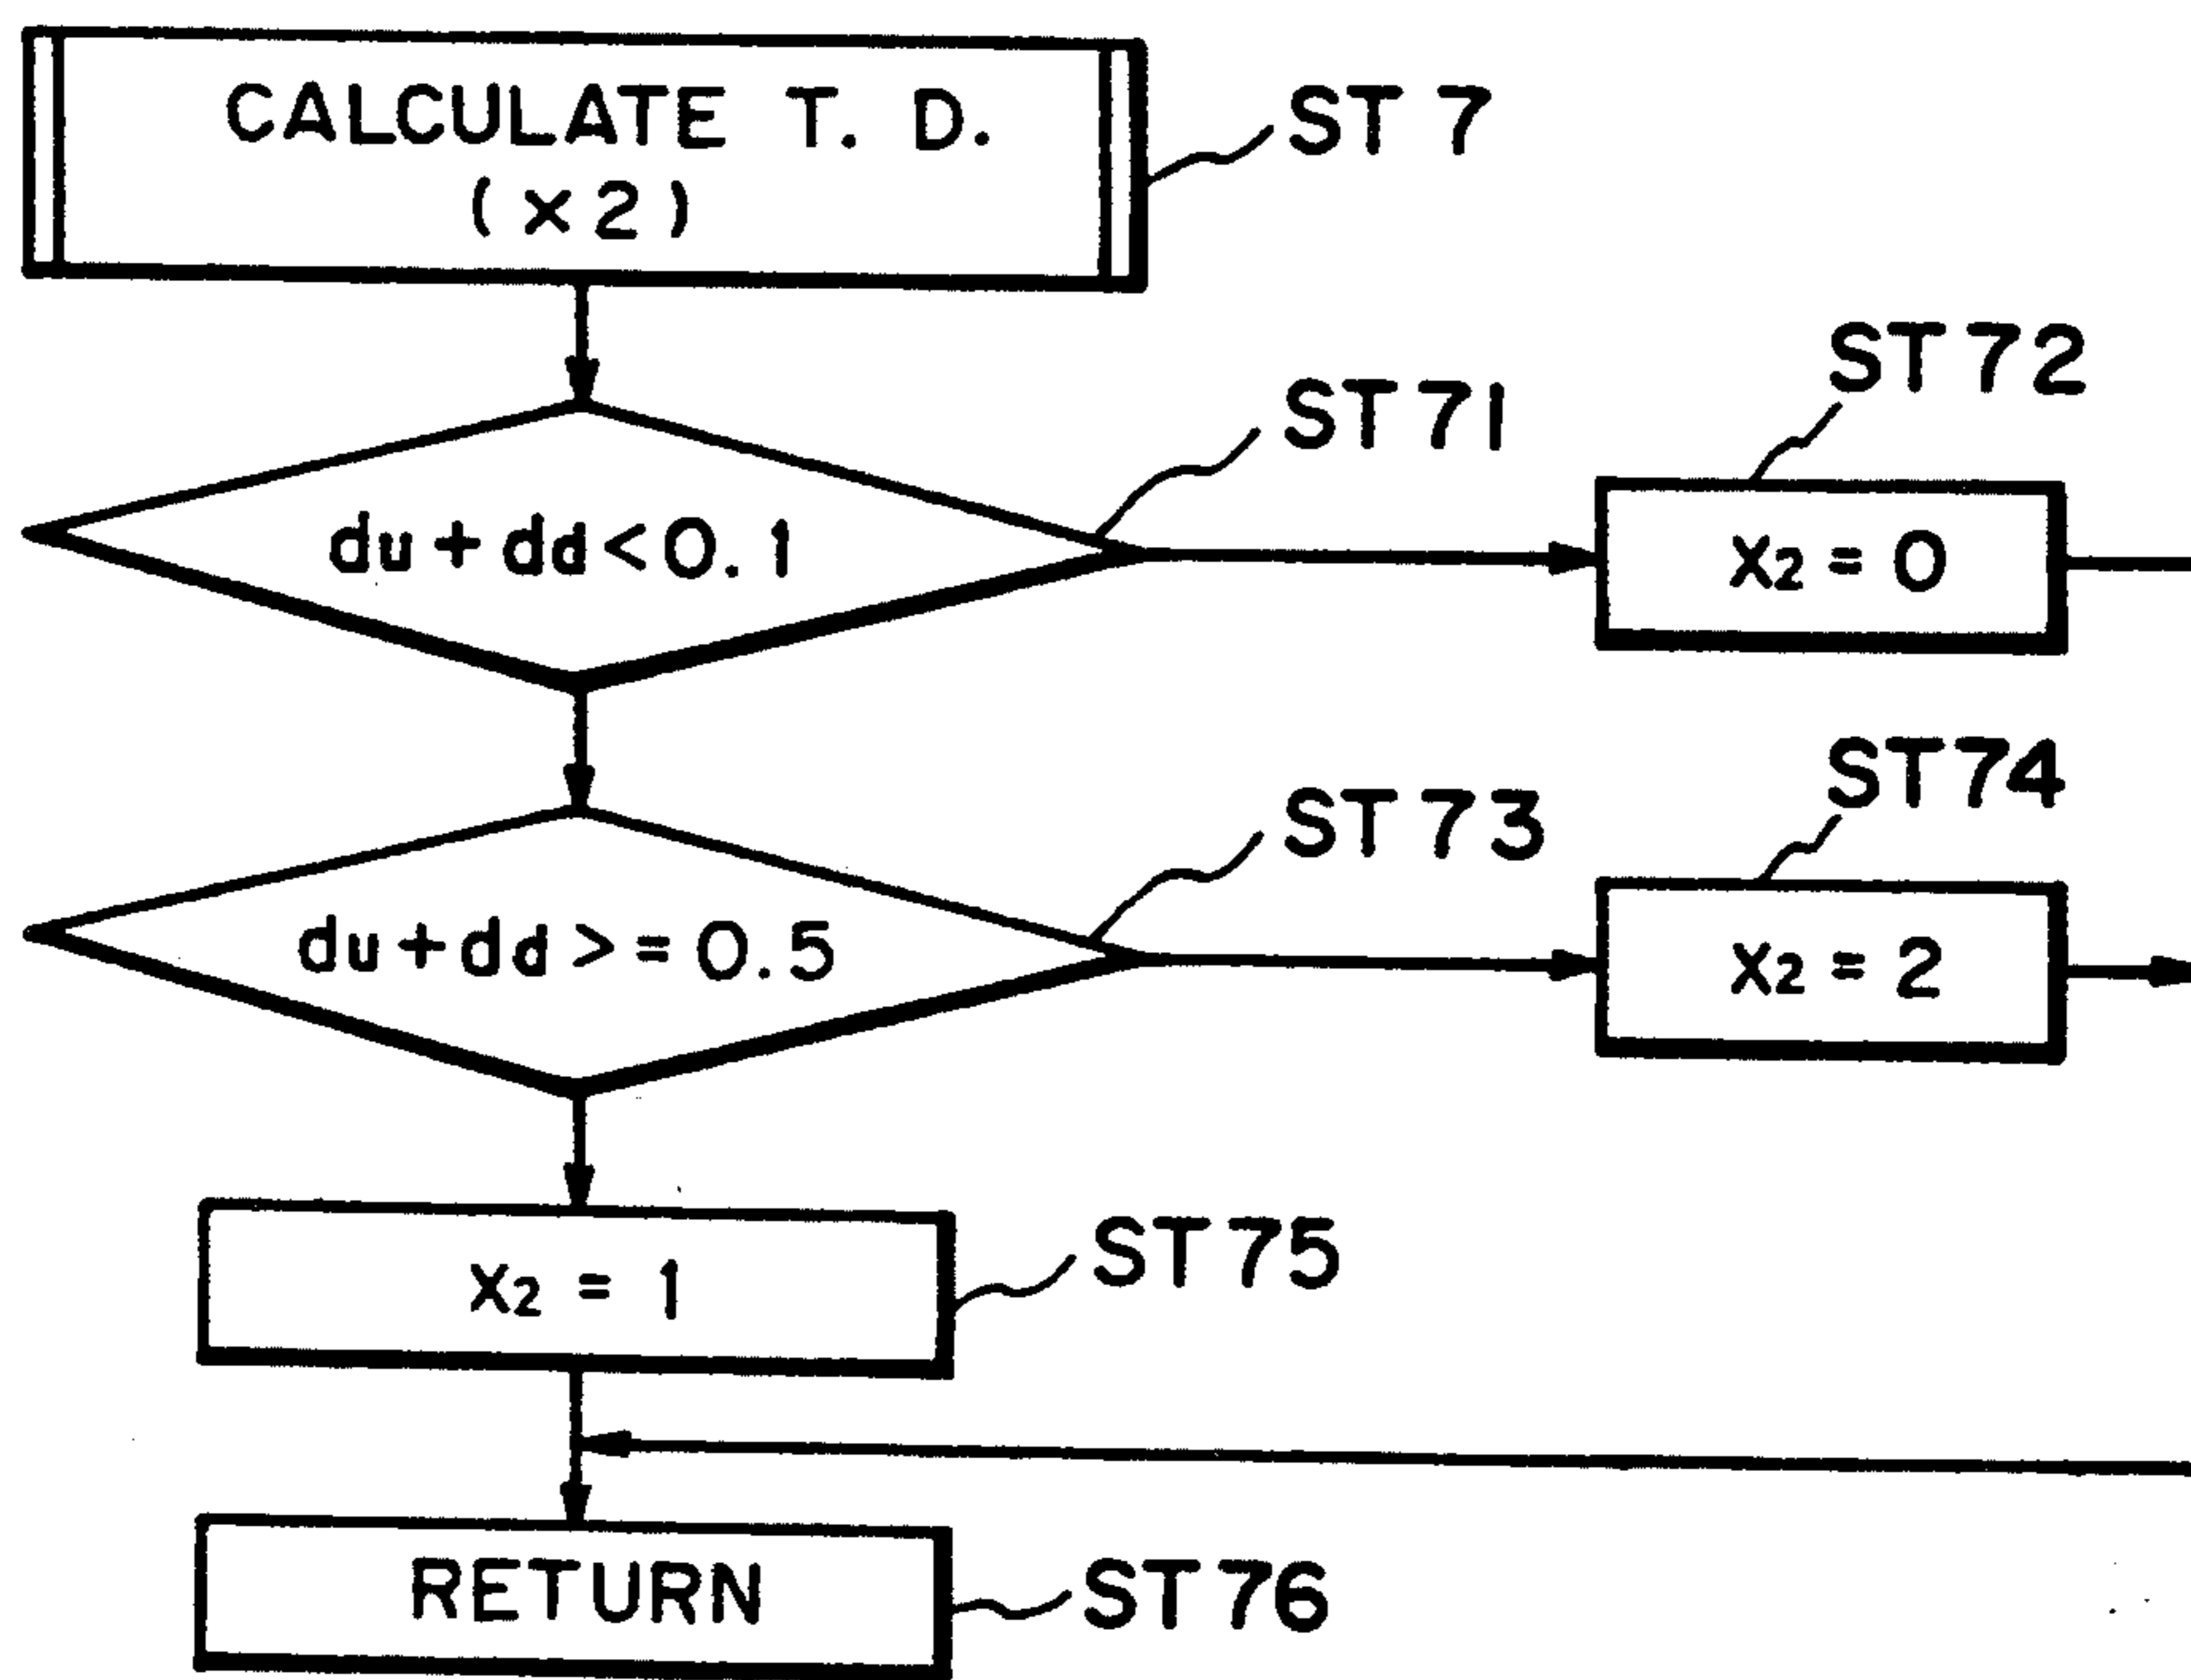 CALCULATE T. D.
(x2)
ST 7
du+dd<0.1
ST 71
x2 = 0
ST 72
du+dd>=0.5
ST 73
x2 = 2
ST 74
x2 = 1
ST 75
RETURN
ST 76